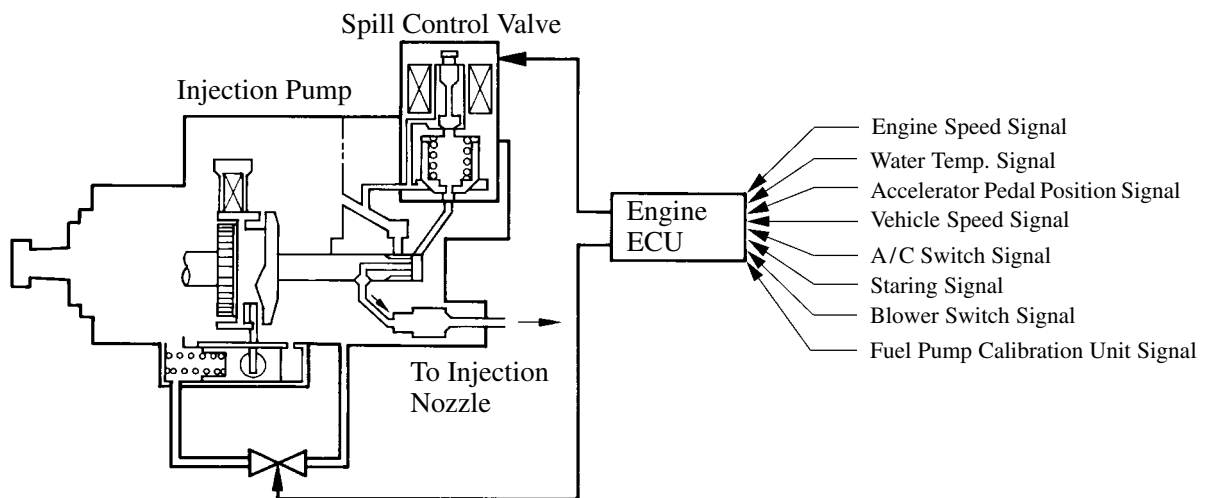 Spill Control Valve
Injection Pump
To Injection
Nozzle
Engine
ECU
Engine Speed Signal
Water Temp. Signal
Accelerator Pedal Position Signal
Vehicle Speed Signal
A/C Switch Signal
Staring Signal
Blower Switch Signal
Fuel Pump Calibration Unit Signal